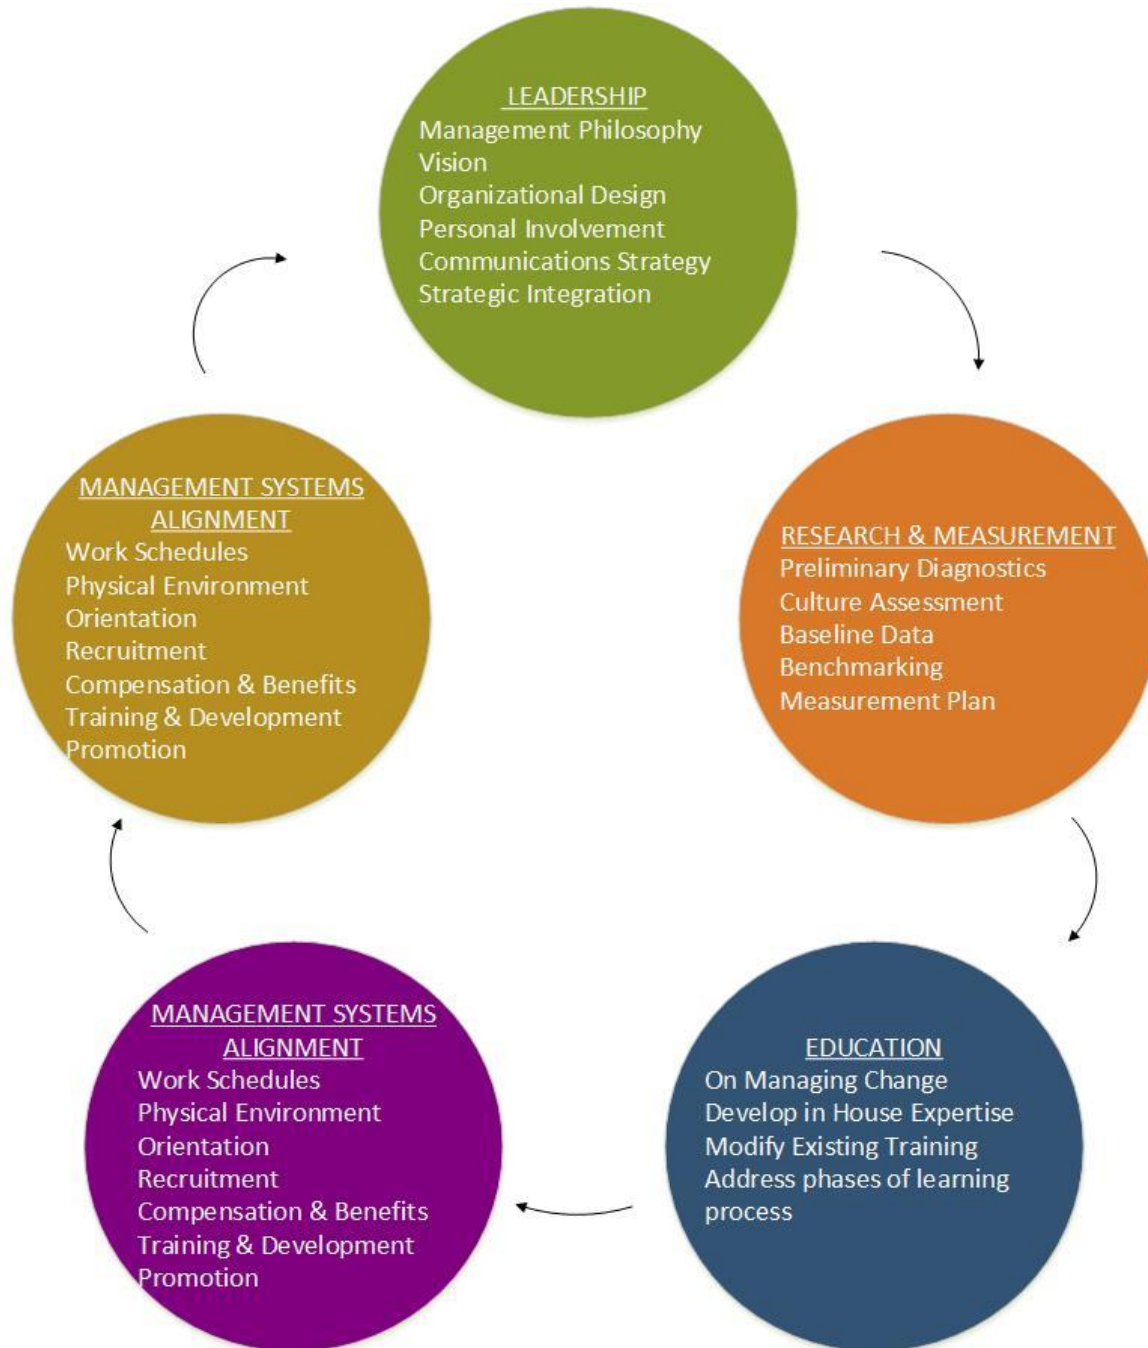 LEADERSHIP
Management Philosophy
Vision
Organizational Design
Personal Involvement
Communications Strategy
Strategic Integration
RESEARCH & MEASUREMENT
Preliminary Diagnostics
Culture Assessment
Baseline Data
Benchmarking
Measurement Plan
EDUCATION
On Managing Change
Develop in House Expertise
Modify Existing Training
Address phases of learning
process
MANAGEMENT SYSTEMS
ALIGNMENT
Work Schedules
Physical Environment
Orientation
Recruitment
Compensation & Benefits
Training & Development
Promotion
MANAGEMENT SYSTEMS
ALIGNMENT
Work Schedules
Physical Environment
Orientation
Recruitment
Compensation & Benefits
Training & Development
Promotion